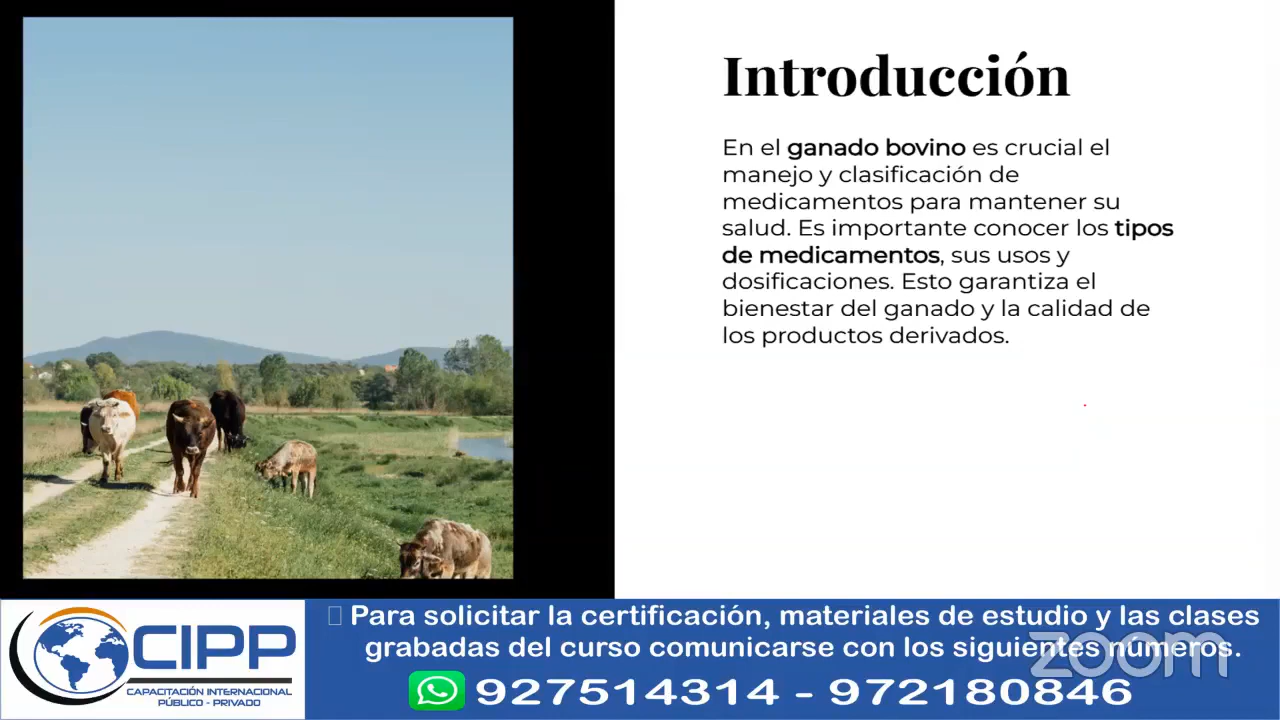 Introducción
En el ganado bovino es crucial el
manejo y clasificación de
medicamentos para mantener su
salud. Es importante conocer los tipos
de medicamentos, sus usos y
dosificaciones. Esto garantiza el
bienestar del ganado y la calidad de
los productos derivados.
CIPP
CAPACITACIÓN INTERNACIONAL
PÚBLICO - PRIVADO
Para solicitar la certificación, materiales de estudio y las clases
grabadas del curso comunicarse con los siguientes números.
927514314 - 972180846
zoom